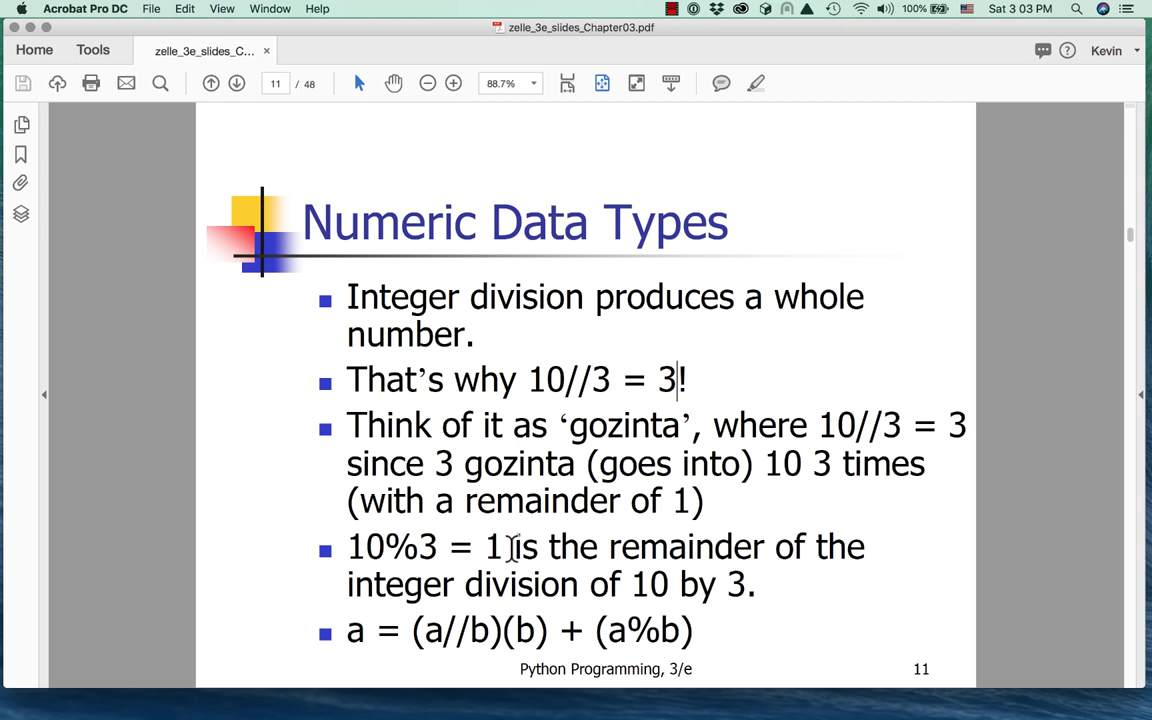 Acrobat Pro DC File Edit View Window Help 100% Sat 3 03 PM
zelle_3e_slides_Chapter03.pdf
Home Tools zelle_3e_slides_C... × ? Kevin
11 / 48 88.7%
Numeric Data Types
Integer division produces a whole
number.
That’s why 10//3 = 3!
Think of it as ‘gozinta’, where 10//3 = 3
since 3 gozinta (goes into) 10 3 times
(with a remainder of 1)
10%3 = 1 is the remainder of the
integer division of 10 by 3.
a = (a//b)(b) + (a%b)
Python Programming, 3/e 11